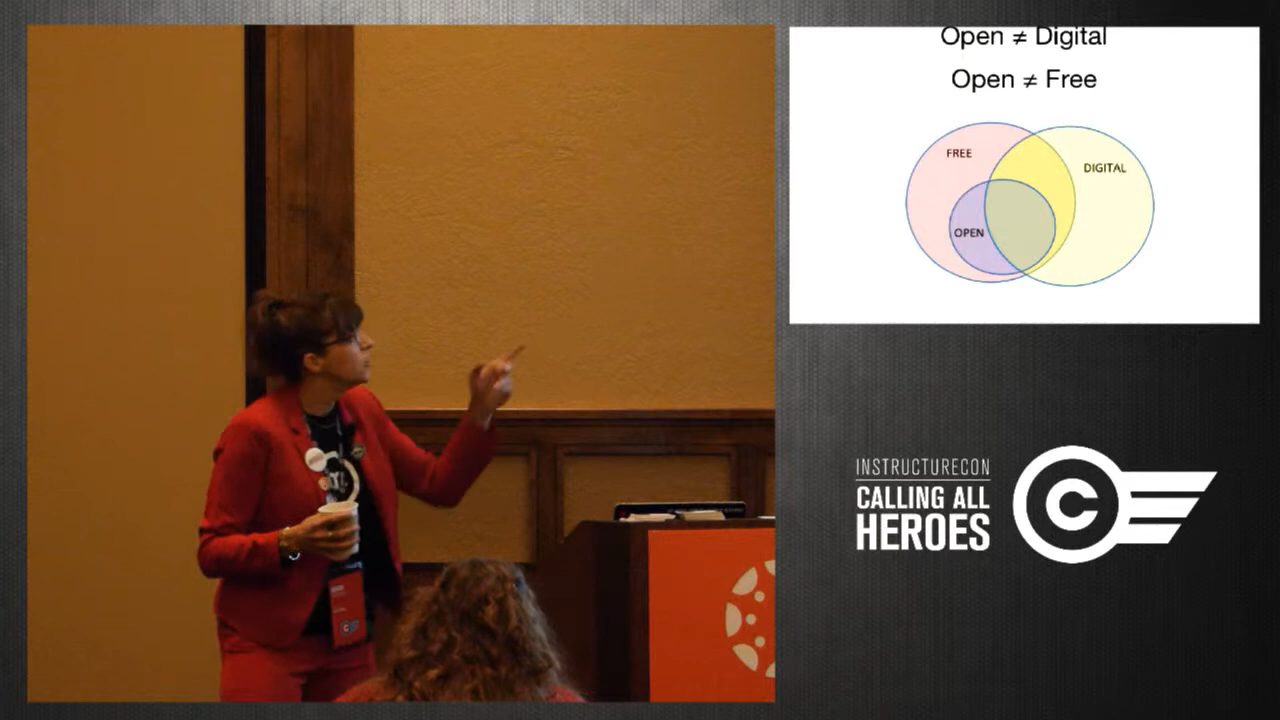 Open ≠ Digital
Open ≠ Free
FREE
DIGITAL
OPEN
INSTRUCTURECON
CALLING ALL
HEROES
C